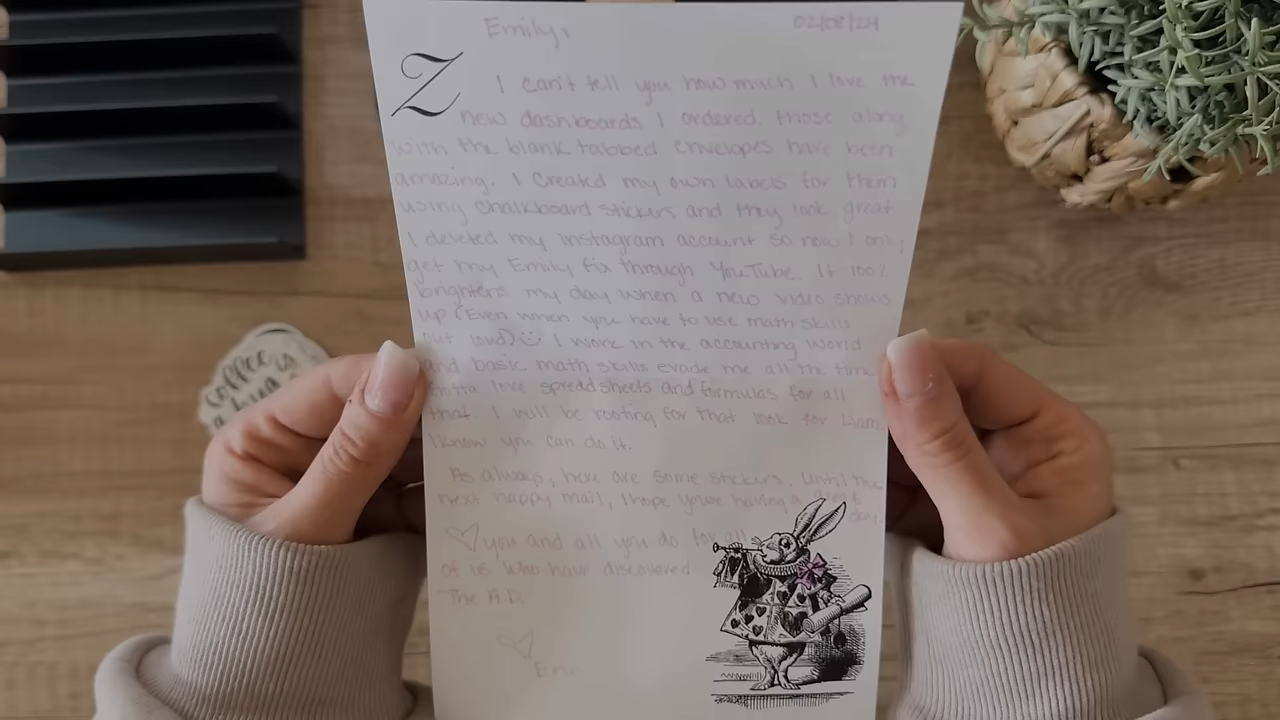 Emily,
02/08/24
Z
I can't tell you how much I love the
new dashboards I ordered. Those along
with the blank tabbed envelopes have been
amazing. I created my own labels for them
using chalkboard stickers and they look great
I deleted my instagram account so now I only
get my Emily fix through YouTube. It 100%
brightens my day when a new video shows
up (Even when you have to use math skills
out loud) I work in the accounting world
and basic math skills evade me all the time
gotta love spreadsheets and formulas for all
that. I will be rooting for that look for Liam.
I know you can do it.
As always, here are some stickers. Until the
next happy mail, I hope you're having a great
day.
you and all you do for all
of us who have discovered
The A.D.
coffee is
a hug